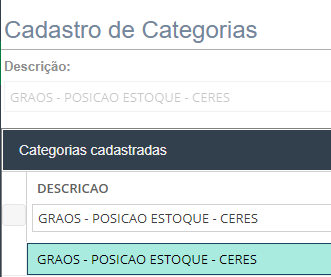 Cadastro de Categorias
Descrição:
GRAOS - POSICAO ESTOQUE - CERES
Categorias cadastradas
DESCRICAO
GRAOS - POSICAO ESTOQUE - CERES
GRAOS - POSICAO ESTOQUE - CERES